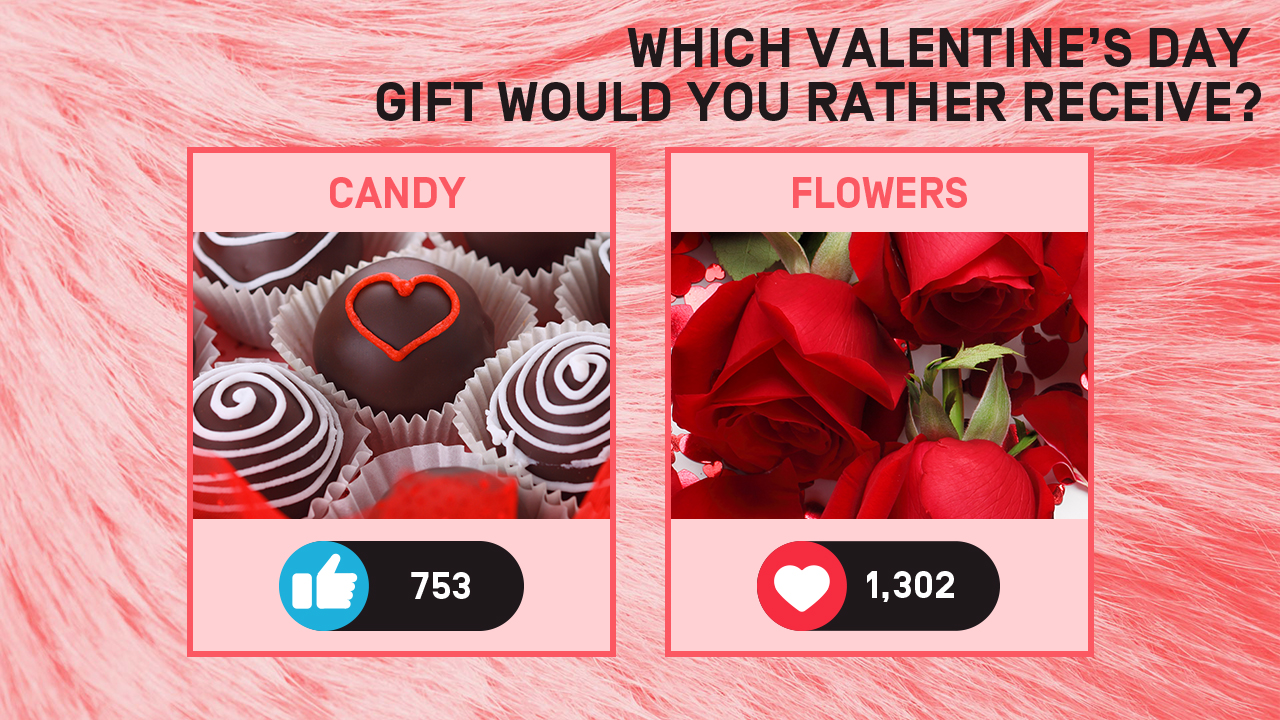 WHICH VALENTINE’S DAY
GIFT WOULD YOU RATHER RECEIVE?
CANDY
FLOWERS
753
1,302